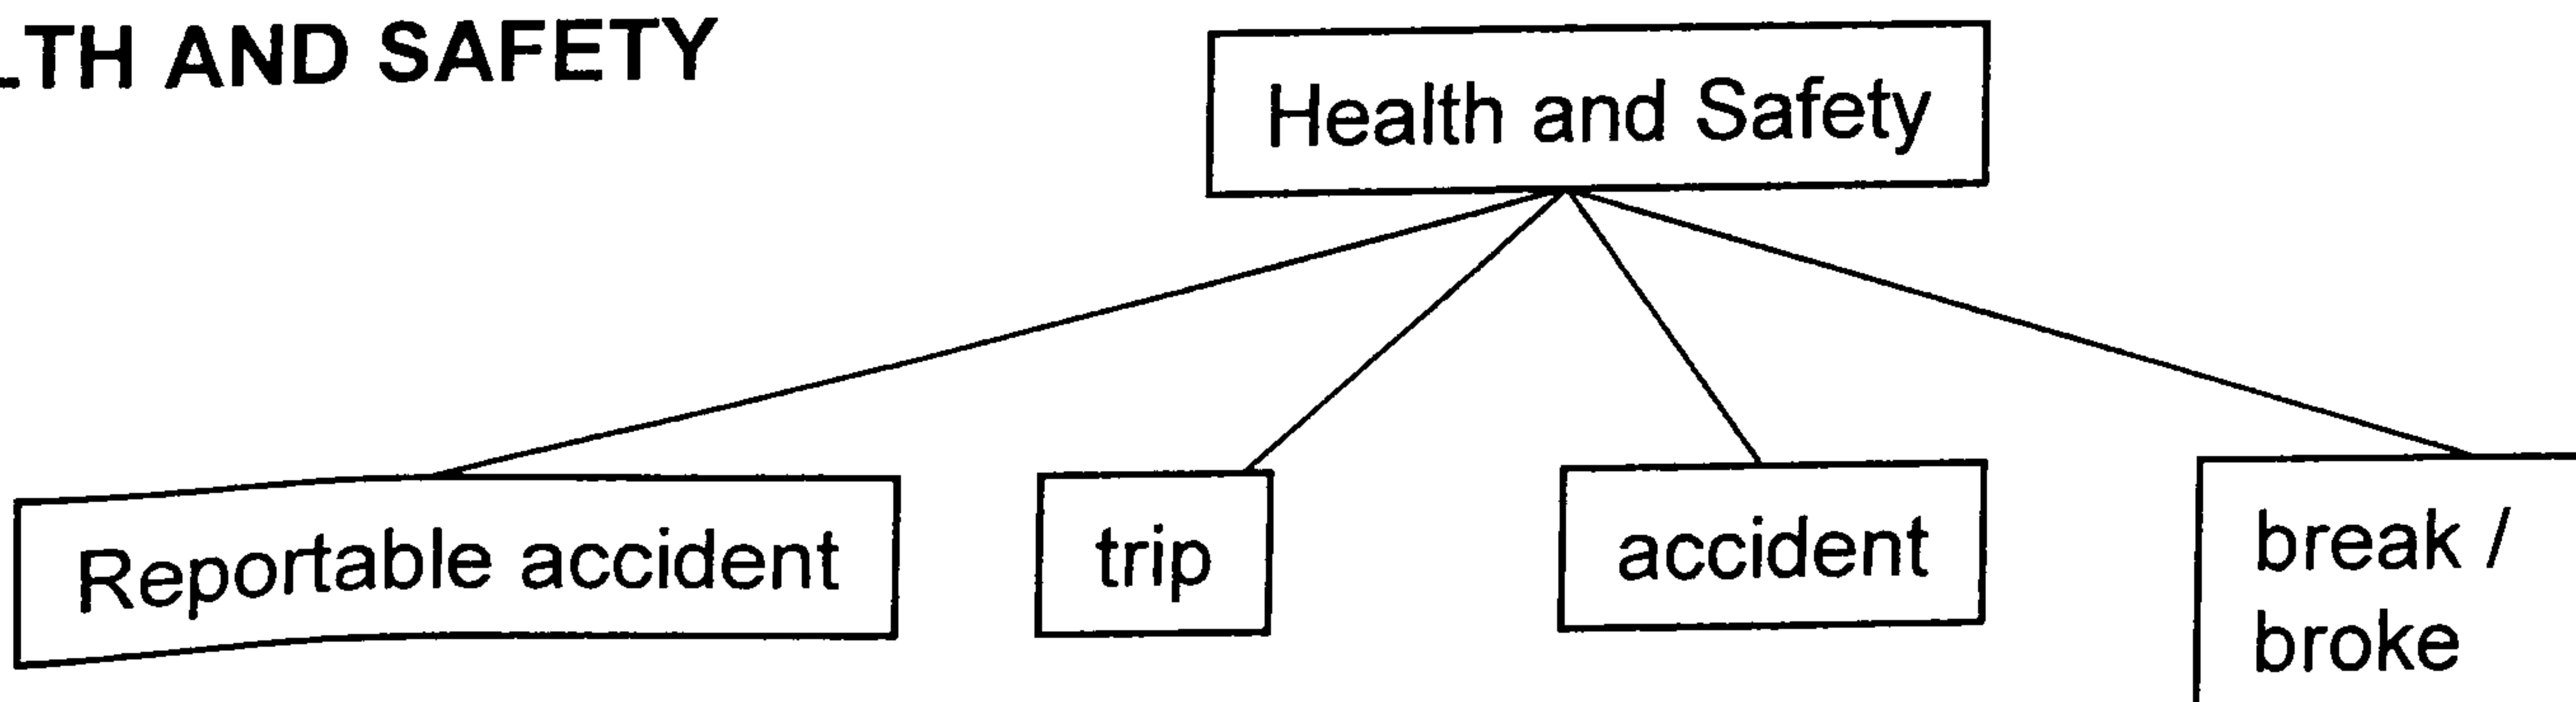 LTH AND SAFETY
Health and Safety
Reportable accident
trip
accident
break /
broke